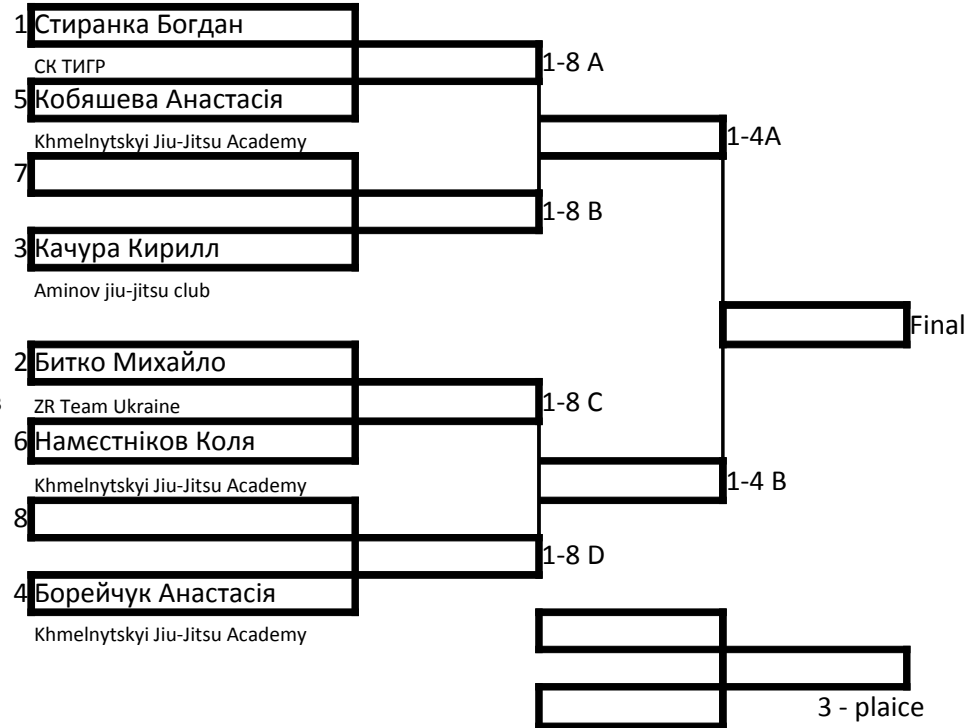 1 Стиранка Богдан
СК ТИГР
1-8 A
5 Кобяшева Анастасія
Khmelnytskyi Jiu-Jitsu Academy
1-4A
7
1-8 B
3 Качура Кирилл
Aminov jiu-jitsu club
Final
2 Битко Михайло
ZR Team Ukraine
1-8 C
6 Намєстніков Коля
Khmelnytskyi Jiu-Jitsu Academy
1-4 B
8
1-8 D
4 Борейчук Анастасія
Khmelnytskyi Jiu-Jitsu Academy
3 - plaice